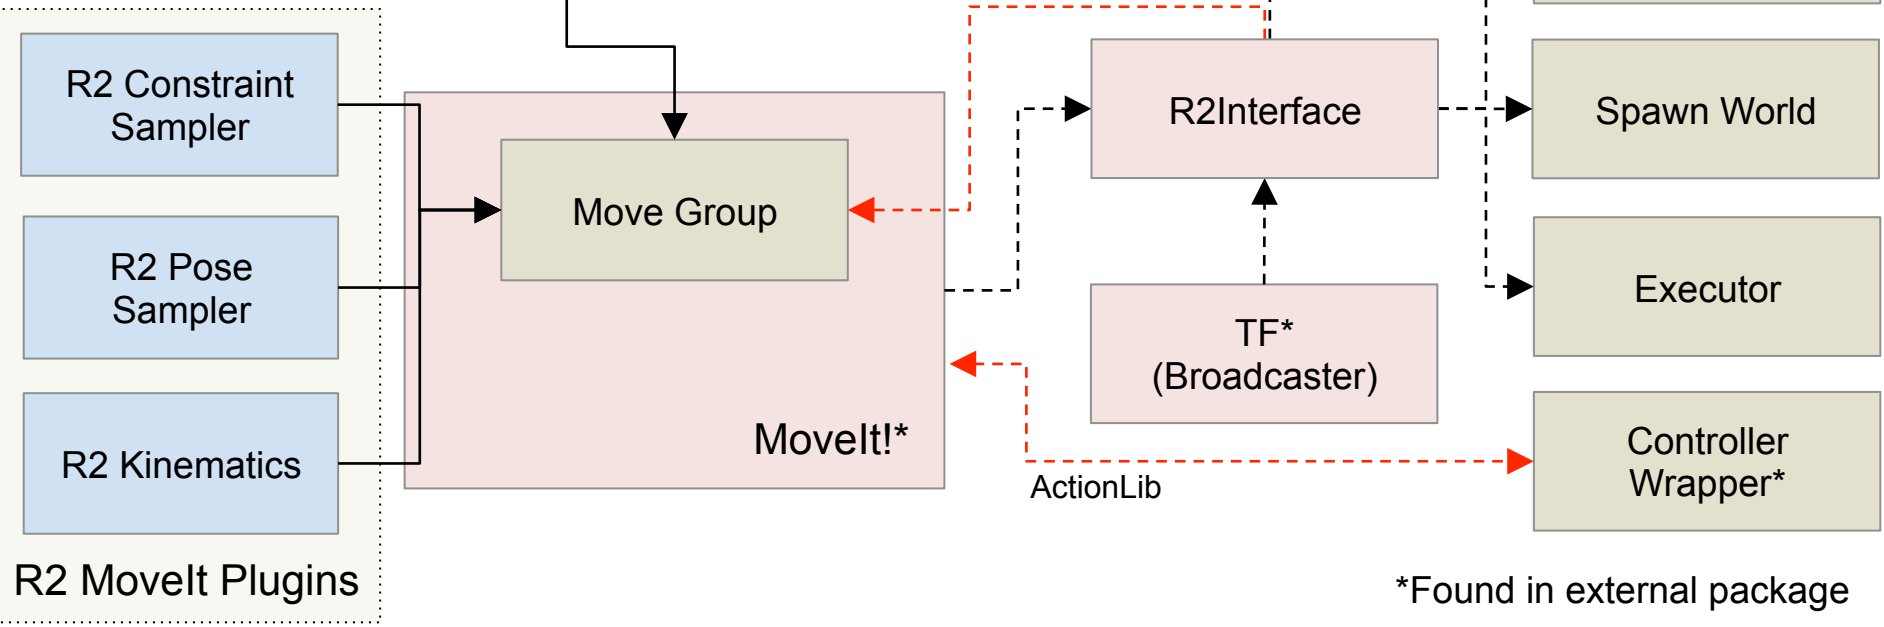 R2 Constraint
Sampler
R2 Pose
Sampler
R2 Kinematics
R2 MoveIt Plugins
Move Group
MoveIt!*
R2Interface
TF*
(Broadcaster)
ActionLib
Spawn World
Executor
Controller
Wrapper*
*Found in external package